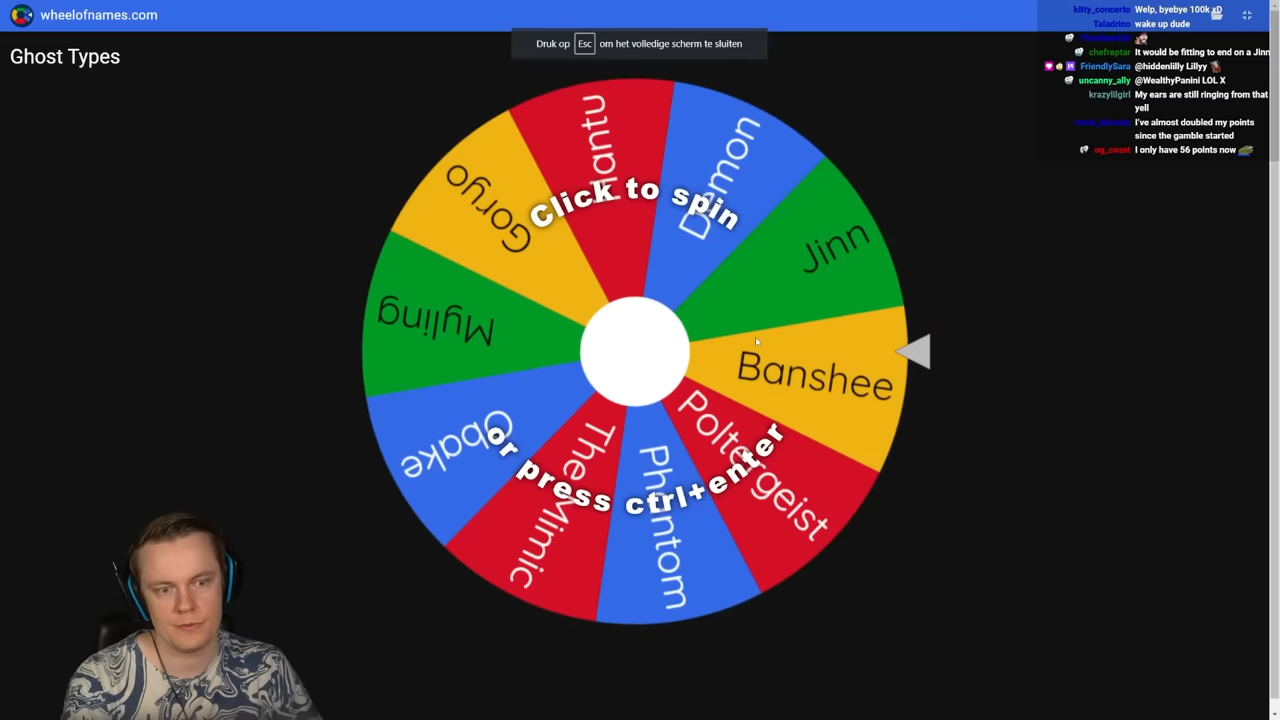 wheelofnames.com
Ghost Types
Druk op Esc om het volledige scherm te sluiten
kitty_concerto Welp, byebye 100k xD
Taladrino wake up dude
chefreptar It would be fitting to end on a Jinn
FriendlySara @hiddenlilly Lillyy
uncanny_ally @WealthyPanini LOL X
krazylilgirl My ears are still ringing from that
yell
I've almost doubled my points
since the gamble started
og_coast I only have 56 points now
Click to spin
or press ctrl+enter
Hantu
Demon
Jinn
Banshee
Poltergeist
Phantom
The Mimic
Obake
Myling
Goryo